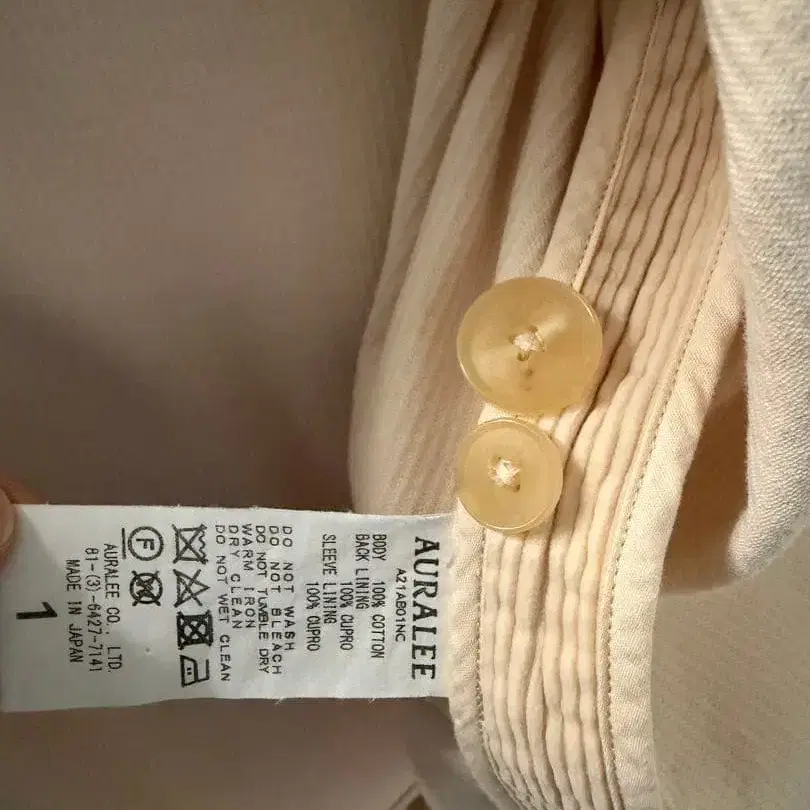 AURALEE
A21AB01NC
BODY 100% COTTON
BACK LINING
100% CUPRO
SLEEVE LINING
100% CUPRO
DO NOT WASH
DO NOT BLEACH
DO NOT TUMBLE DRY
WARM IRON
DRY CLEAN
DO NOT WET CLEAN
F
W
AURALEE CO., LTD.
81-(3)-6427-7141
MADE IN JAPAN
1